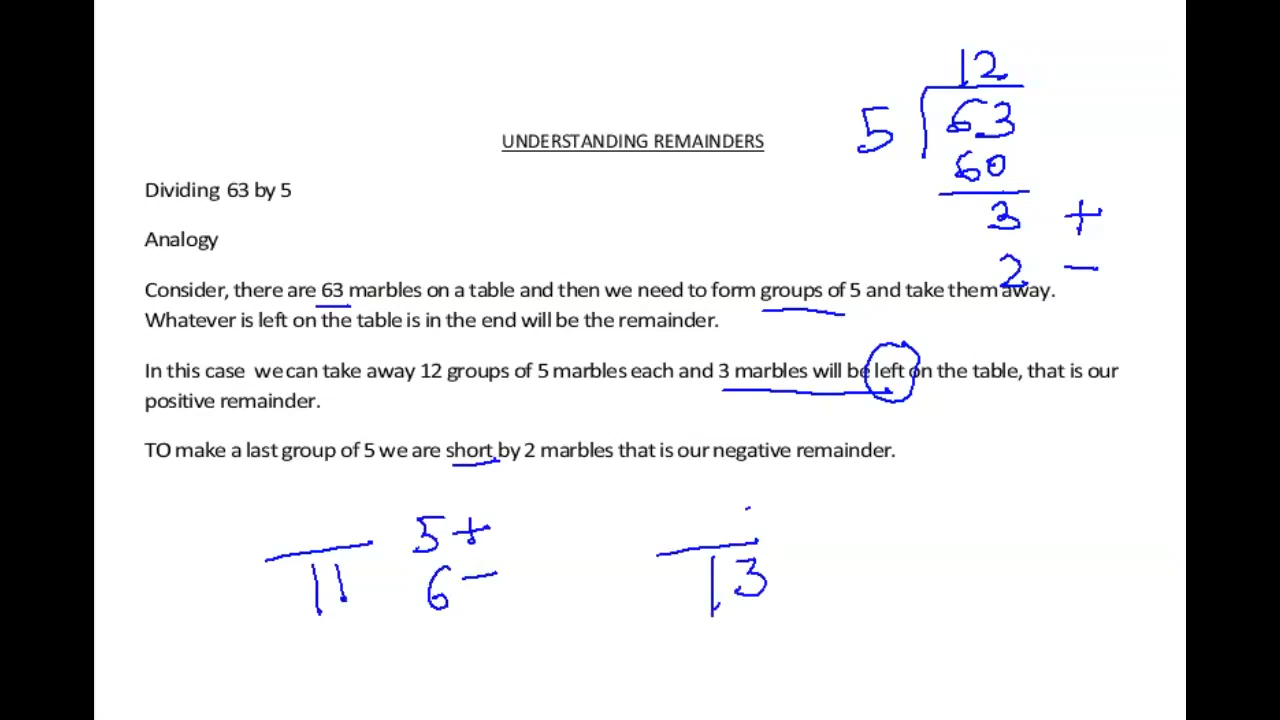 12
5 63
60
3 +
2 -
UNDERSTANDING REMAINDERS
Dividing 63 by 5
Analogy
Consider, there are 63 marbles on a table and then we need to form groups of 5 and take them away.
Whatever is left on the table is in the end will be the remainder.
In this case we can take away 12 groups of 5 marbles each and 3 marbles will be left on the table, that is our
positive remainder.
TO make a last group of 5 we are short by 2 marbles that is our negative remainder.
5 +
11 6 -
13